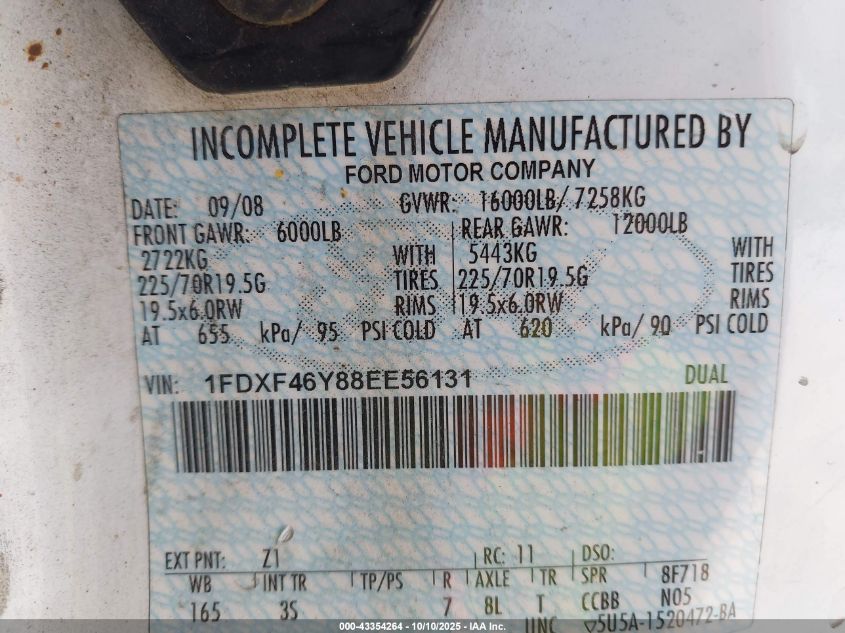 INCOMPLETE VEHICLE MANUFACTURED BY
FORD MOTOR COMPANY
DATE: 09/08 GVWR: 16000LB/ 7258KG
FRONT GAWR: 6000LB REAR GAWR: 12000LB
2722KG WITH 5443KG WITH
225/70R19.5G TIRES 225/70R19.5G TIRES
19.5x6.0RW RIMS 19.5x6.0RW RIMS
AT 655 kPa/ 95 PSI COLD AT 620 kPa/ 90 PSI COLD
VIN: 1FDXF46Y88EE56131 DUAL
EXT PNT: Z1 RC: 11 DSO:
WB INT TR TP/PS R AXLE TR SPR 8F718
165 3S 7 8L T CCBB N05
UNC ▽5U5A-1520472-BA
000-43354264 - 10/10/2025 - IAA Inc.